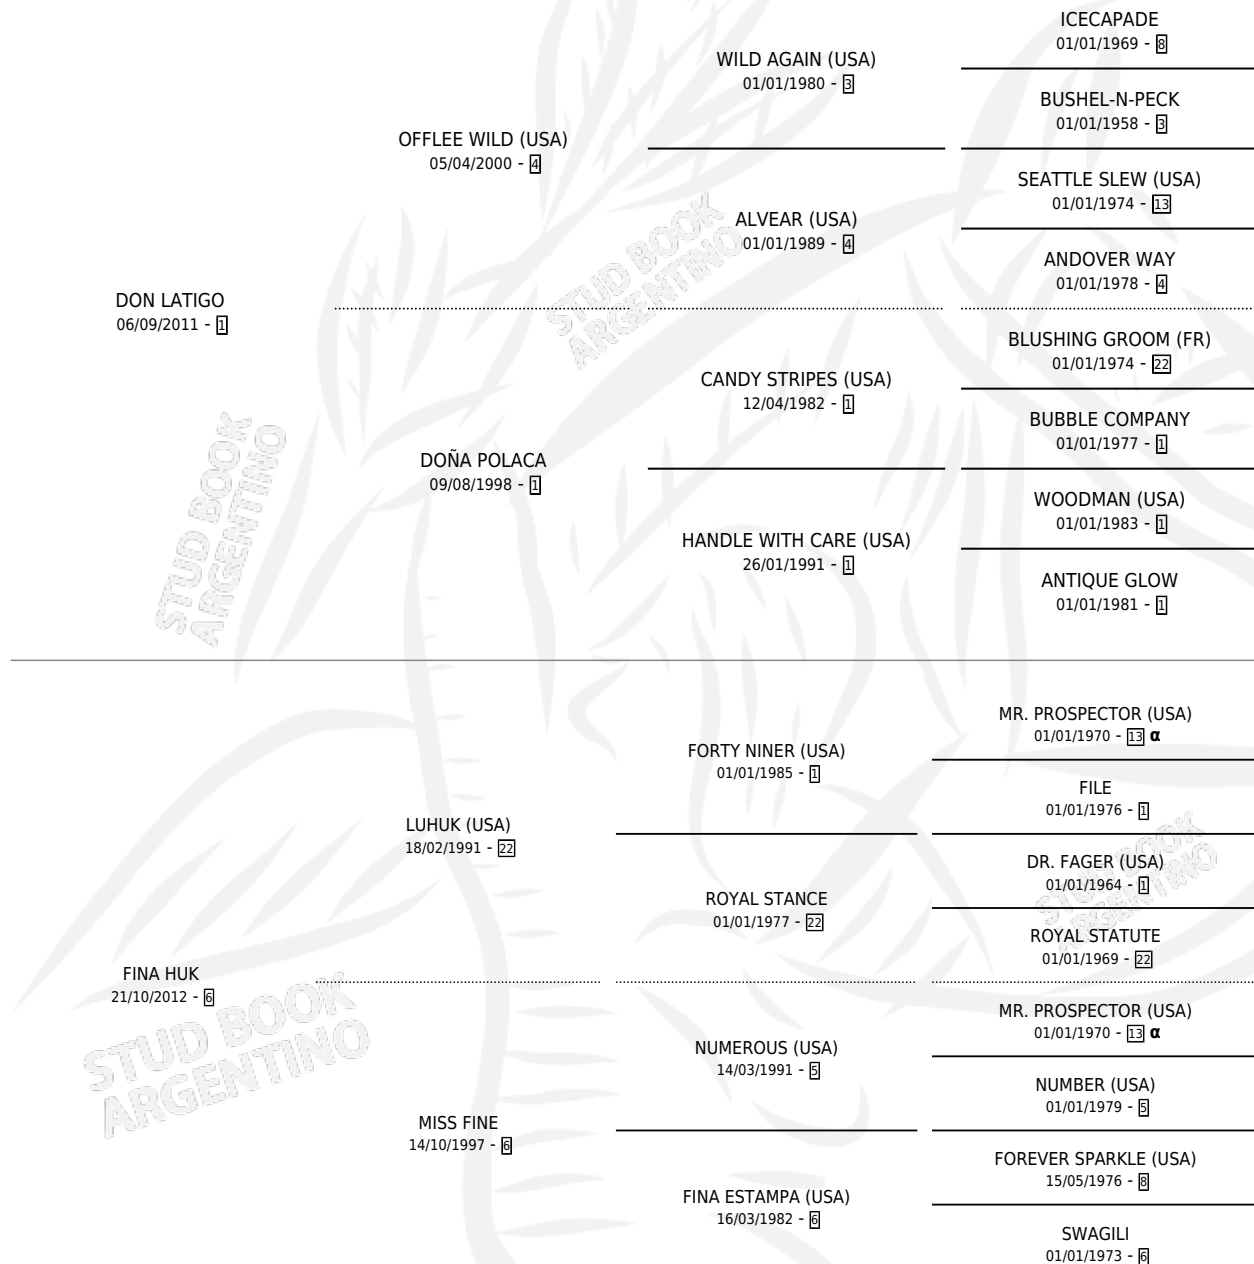 ICECAPADE
01/01/1969 - 8
WILD AGAIN (USA)
01/01/1980 - 3
BUSHEL-N-PECK
01/01/1958 - 3
OFFLEE WILD (USA)
05/04/2000 - 4
SEATTLE SLEW (USA)
01/01/1974 - 13
ALVEAR (USA)
01/01/1989 - 4
ANDOVER WAY
01/01/1978 - 4
STUD BOOK
ARGENTINO
DON LATIGO
06/09/2011 - 1
BLUSHING GROOM (FR)
01/01/1974 - 22
CANDY STRIPES (USA)
12/04/1982 - 1
BUBBLE COMPANY
01/01/1977 - 1
DOÑA POLACA
09/08/1998 - 1
WOODMAN (USA)
01/01/1983 - 1
HANDLE WITH CARE (USA)
26/01/1991 - 1
ANTIQUE GLOW
01/01/1981 - 1
STUD BOOK
ARGENTINO
MR. PROSPECTOR (USA)
01/01/1970 - 13 α
FORTY NINER (USA)
01/01/1985 - 1
FILE
01/01/1976 - 1
LUHUK (USA)
18/02/1991 - 22
DR. FAGER (USA)
01/01/1964 - 1
ROYAL STANCE
01/01/1977 - 22
ROYAL STATUTE
01/01/1969 - 22
STUD BOOK
ARGENTINO
FINA HUK
21/10/2012 - 6
MR. PROSPECTOR (USA)
01/01/1970 - 13 α
NUMEROUS (USA)
14/03/1991 - 5
NUMBER (USA)
01/01/1979 - 5
MISS FINE
14/10/1997 - 6
FOREVER SPARKLE (USA)
15/05/1976 - 8
FINA ESTAMPA (USA)
16/03/1982 - 6
SWAGILI
01/01/1973 - 6
STUD BOOK
ARGENTINO